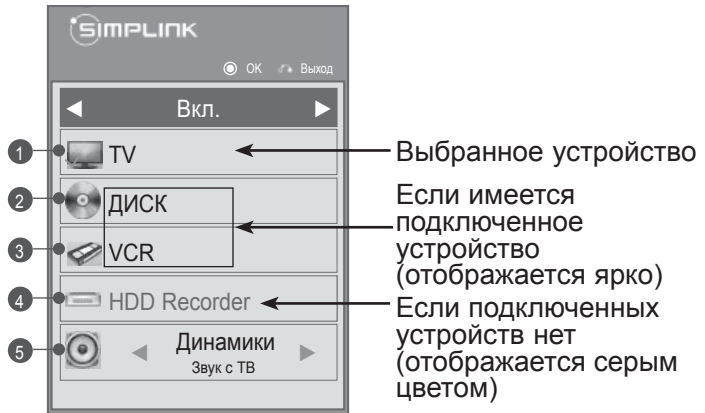 SIMPLINK
OK Выход
Вкл.
1 TV
2 ДИСК
3 VCR
4 HDD Recorder
5 Динамики
Звук с ТВ
Выбранное устройство
Если имеется
подключенное
устройство
(отображается ярко)
Если подключенных
устройств нет
(отображается серым
цветом)